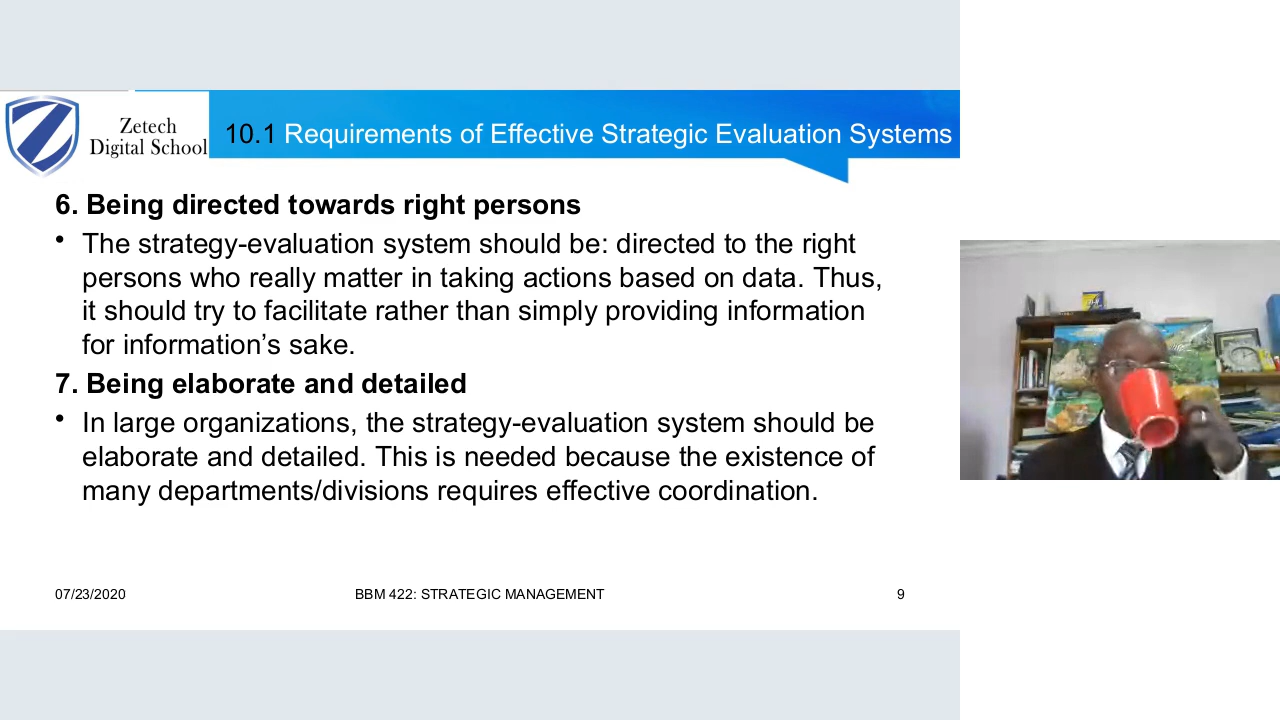 Zetech
Digital School
10.1 Requirements of Effective Strategic Evaluation Systems
6. Being directed towards right persons
• The strategy-evaluation system should be: directed to the right
persons who really matter in taking actions based on data. Thus,
it should try to facilitate rather than simply providing information
for information’s sake.
7. Being elaborate and detailed
• In large organizations, the strategy-evaluation system should be
elaborate and detailed. This is needed because the existence of
many departments/divisions requires effective coordination.
07/23/2020
BBM 422: STRATEGIC MANAGEMENT
9